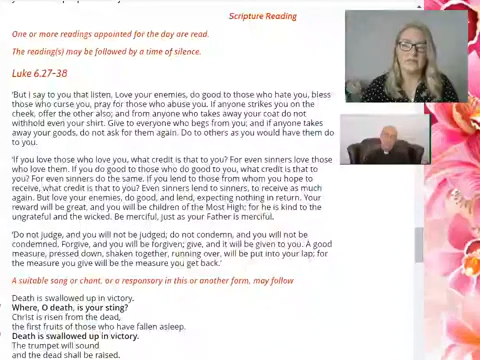 Scripture Reading
One or more readings appointed for the day are read.
The reading(s) may be followed by a time of silence.
Luke 6.27-38
'But I say to you that listen, Love your enemies, do good to those who hate you, bless
those who curse you, pray for those who abuse you. If anyone strikes you on the
cheek, offer the other also; and from anyone who takes away your coat do not
withhold even your shirt. Give to everyone who begs from you; and if anyone takes
away your goods, do not ask for them again. Do to others as you would have them do
to you.
'If you love those who love you, what credit is that to you? For even sinners love those
who love them. If you do good to those who do good to you, what credit is that to
you? For even sinners do the same. If you lend to those from whom you hope to
receive, what credit is that to you? Even sinners lend to sinners, to receive as much
again. But love your enemies, do good, and lend, expecting nothing in return. Your
reward will be great, and you will be children of the Most High; for he is kind to the
ungrateful and the wicked. Be merciful, just as your Father is merciful.
'Do not judge, and you will not be judged; do not condemn, and you will not be
condemned. Forgive, and you will be forgiven; give, and it will be given to you. A good
measure, pressed down, shaken together, running over, will be put into your lap; for
the measure you give will be the measure you get back.'
A suitable song or chant, or a responsory in this or another form, may follow
Death is swallowed up in victory.
Where, O death, is your sting?
Christ is risen from the dead,
the first fruits of those who have fallen asleep.
Death is swallowed up in victory.
The trumpet will sound
and the dead shall be raised.